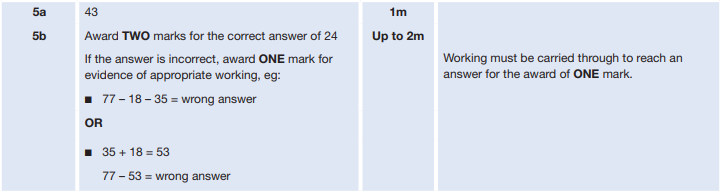 5a 43 1m
5b Award TWO marks for the correct answer of 24 Up to 2m
If the answer is incorrect, award ONE mark for
evidence of appropriate working, eg:
■ 77 – 18 – 35 = wrong answer
OR
■ 35 + 18 = 53
77 – 53 = wrong answer
Working must be carried through to reach an
answer for the award of ONE mark.